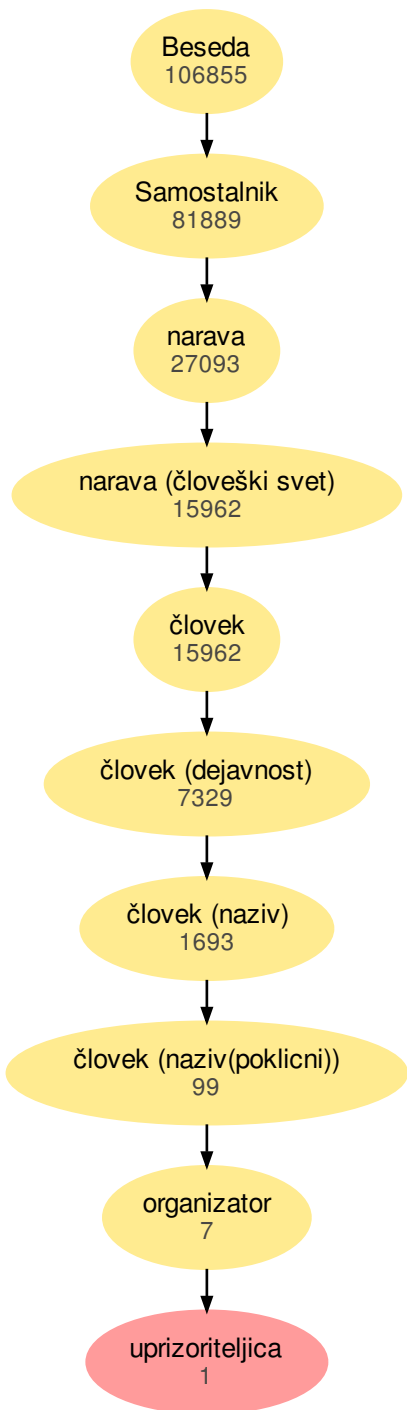 Beseda
106855
Samostalnik
81889
narava
27093
narava (človeški svet)
15962
človek
15962
človek (dejavnost)
7329
človek (naziv)
1693
človek (naziv(poklicni))
99
organizator
7
uprizoriteljica
1